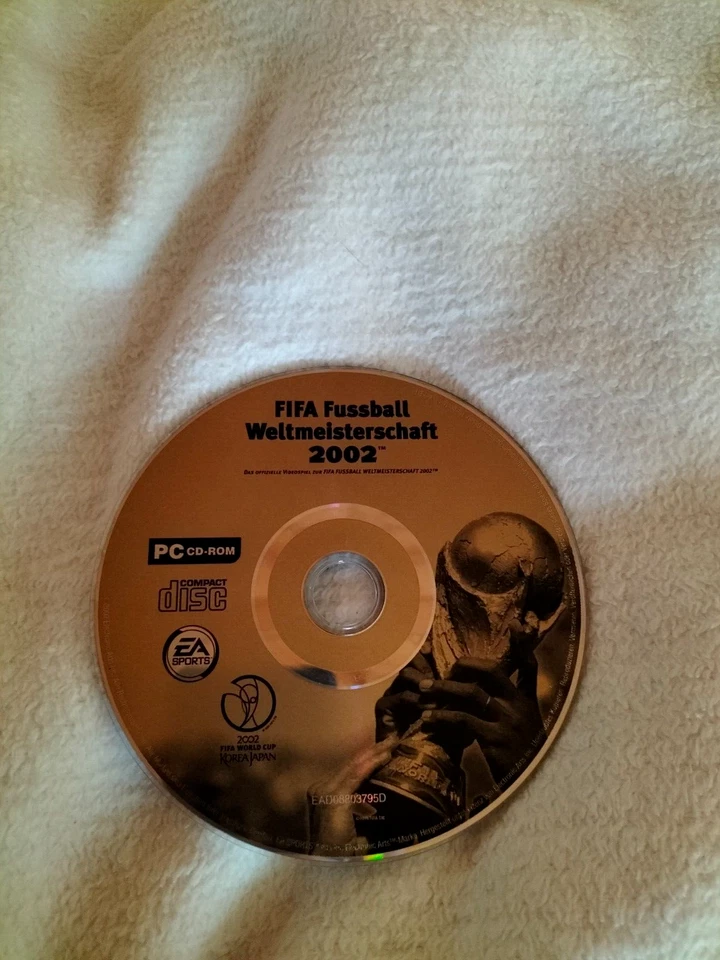 FIFA Fussball
Weltmeisterschaft
2002™
DAS OFFIZIELLE VIDEOSPIEL ZUR FIFA FUSSBALL WELTMEISTERSCHAFT 2002™
PC CD-ROM
COMPACT
disc
EA
SPORTS
2002
FIFA WORLD CUP
KOREA JAPAN
EAD08803795D